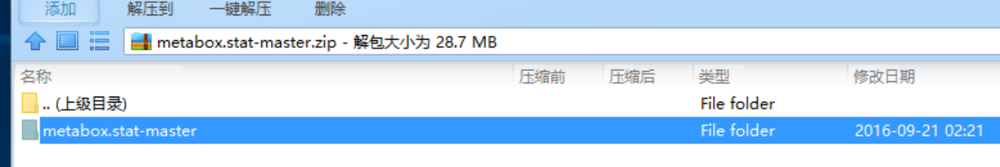 添加 解压到 一键解压 删除
metabox.stat-master.zip - 解包大小为 28.7 MB
名称 压缩前 压缩后 类型 修改日期
.. (上级目录) File folder
metabox.stat-master File folder 2016-09-21 02:21